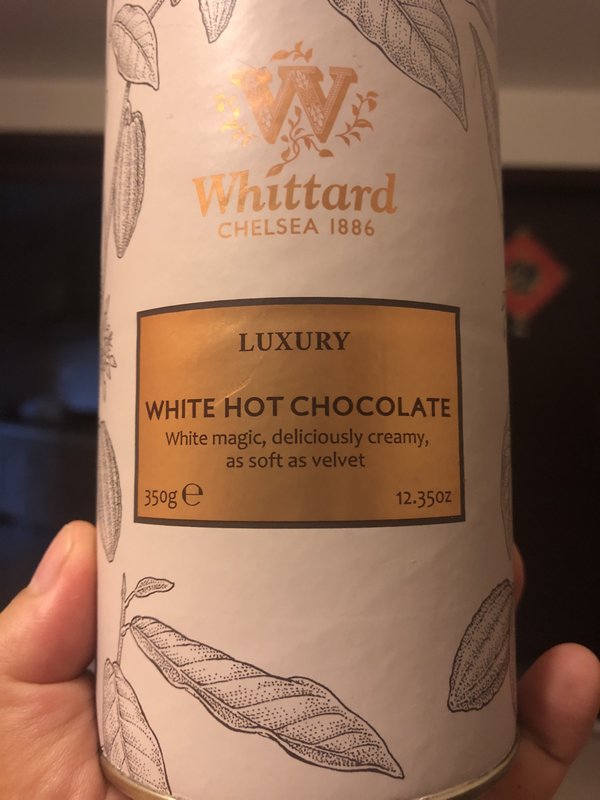 W
Whittard
CHELSEA 1886
LUXURY
WHITE HOT CHOCOLATE
White magic, deliciously creamy,
as soft as velvet
350g ℮
12.35oz